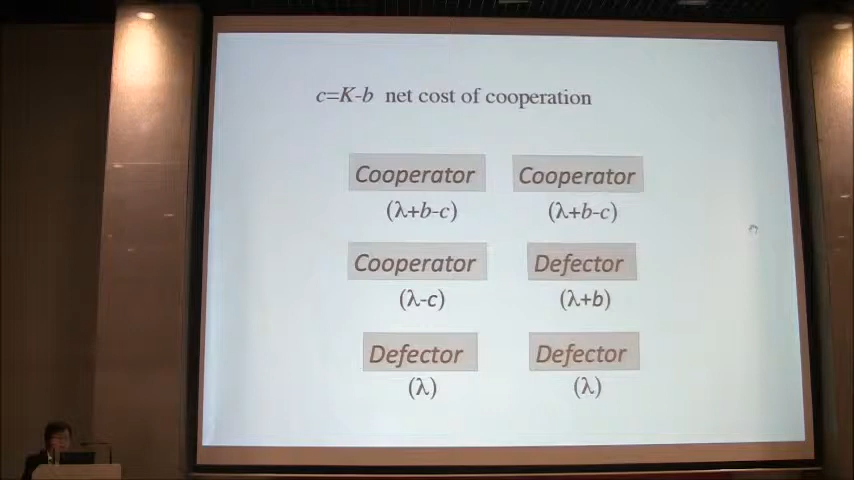 c=K-b net cost of cooperation
Cooperator Cooperator
(λ+b-c) (λ+b-c)
Cooperator Defector
(λ-c) (λ+b)
Defector Defector
(λ) (λ)